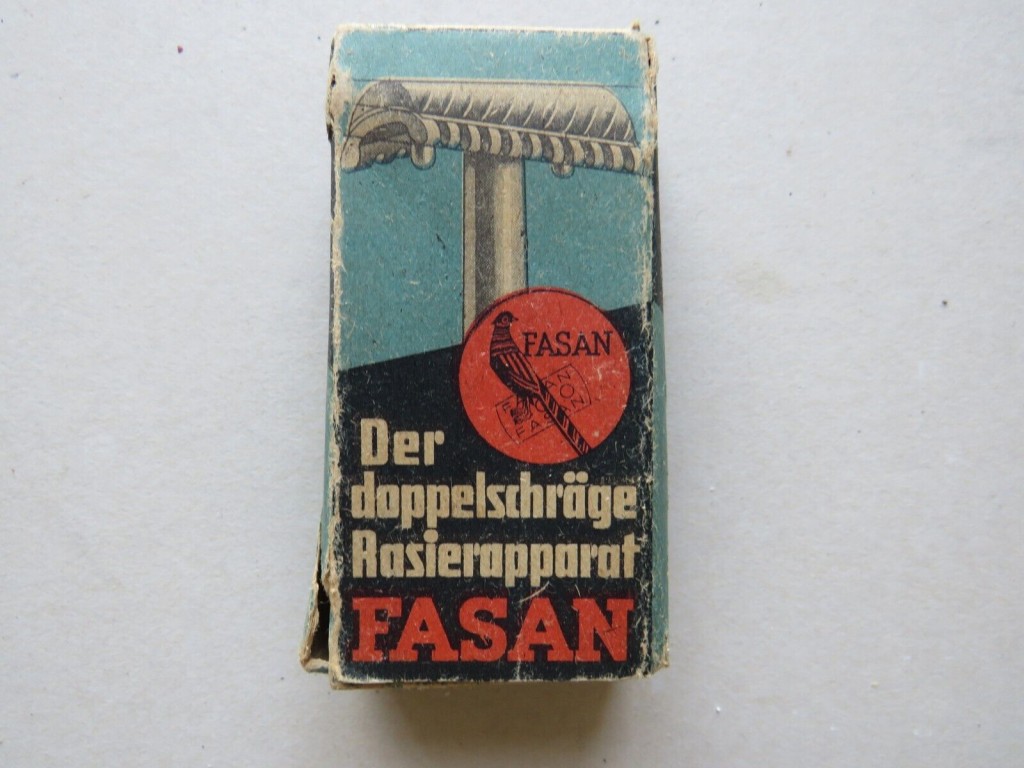 FASAN
Der
doppelschräge
Rasierapparat
FASAN